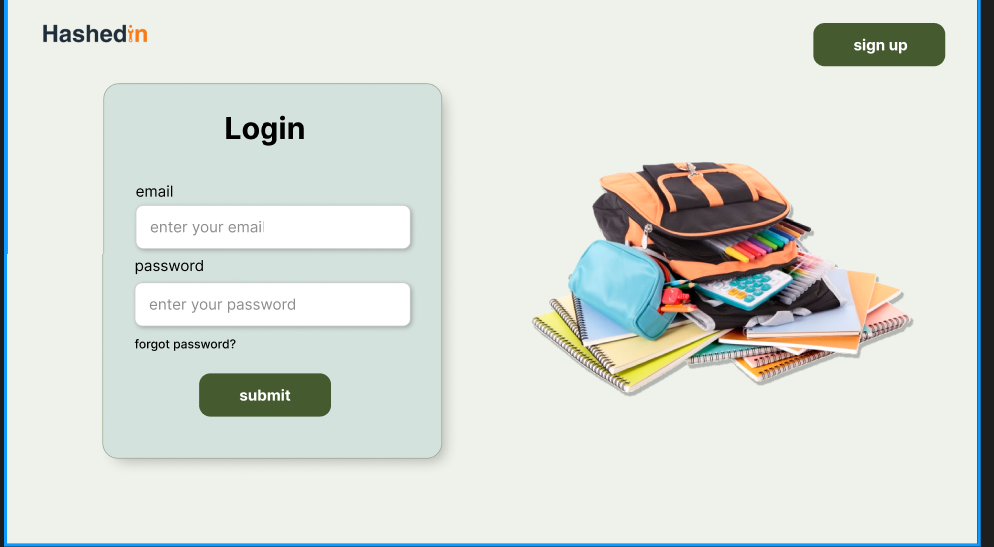 Hashedin
sign up
Login
email
enter your email
password
enter your password
forgot password?
submit